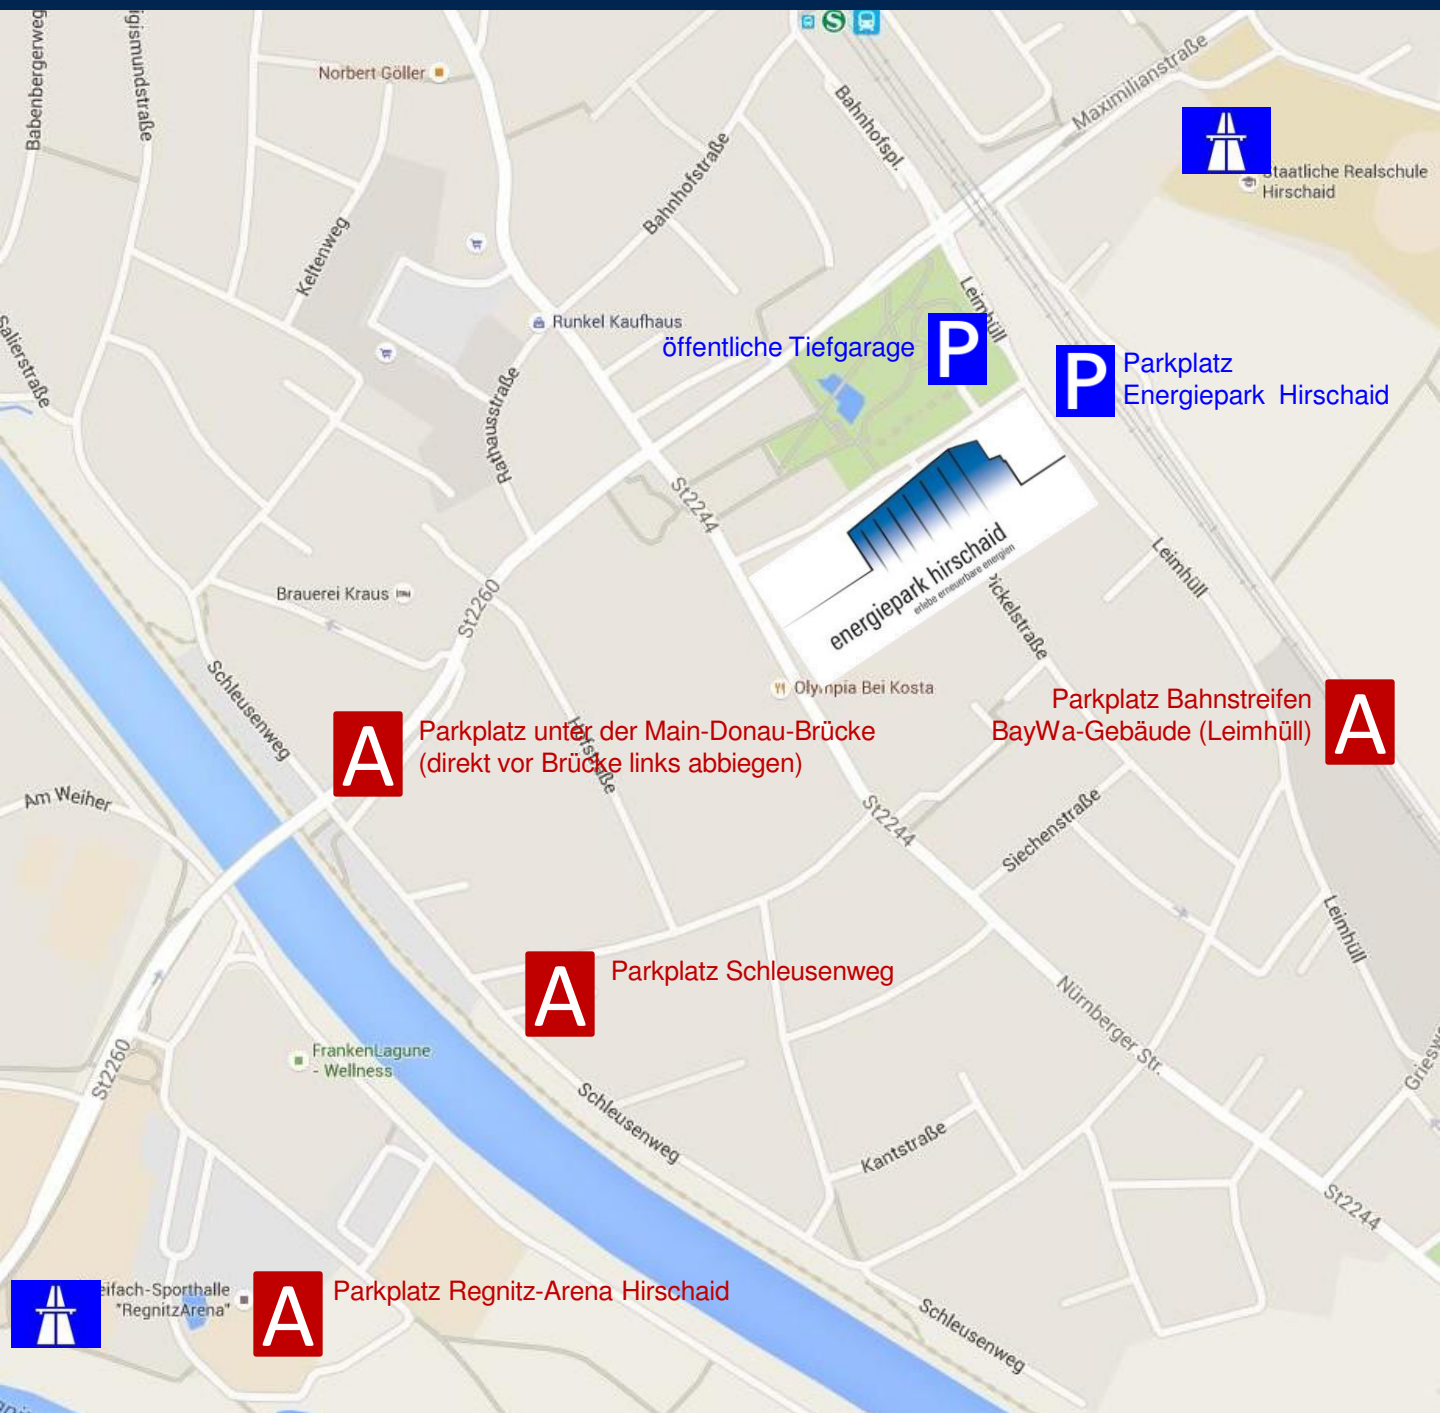 Babenbergerweg
igismundstraße
Norbert Göller
S
Bahnhofspl.
Maximilianstraße
Bahnhofstraße
Staatliche Realschule
Hirschaid
Keltenweg
Salierstraße
Runkel Kaufhaus
Leimhüll
öffentliche Tiefgarage
P
P
Parkplatz
Energiepark Hirschaid
Rathausstraße
St2244
energiepark hirschaid
erlebe erneuerbare energien
Leimhüll
Brauerei Kraus
St2260
ickelstraße
Schleusenweg
Olympia Bei Kosta
Parkplatz Bahnstreifen
BayWa-Gebäude (Leimhüll)
A
A
Parkplatz unter der Main-Donau-Brücke
(direkt vor Brücke links abbiegen)
Hofstraße
Am Weiher
St2244
Siechenstraße
Leimhüll
A
Parkplatz Schleusenweg
Nürnberger Str.
FrankenLagune
- Wellness
St2260
Griesw
Schleusenweg
Kantstraße
St2244
eifach-Sporthalle
"RegnitzArena"
A
Parkplatz Regnitz-Arena Hirschaid
Schleusenweg